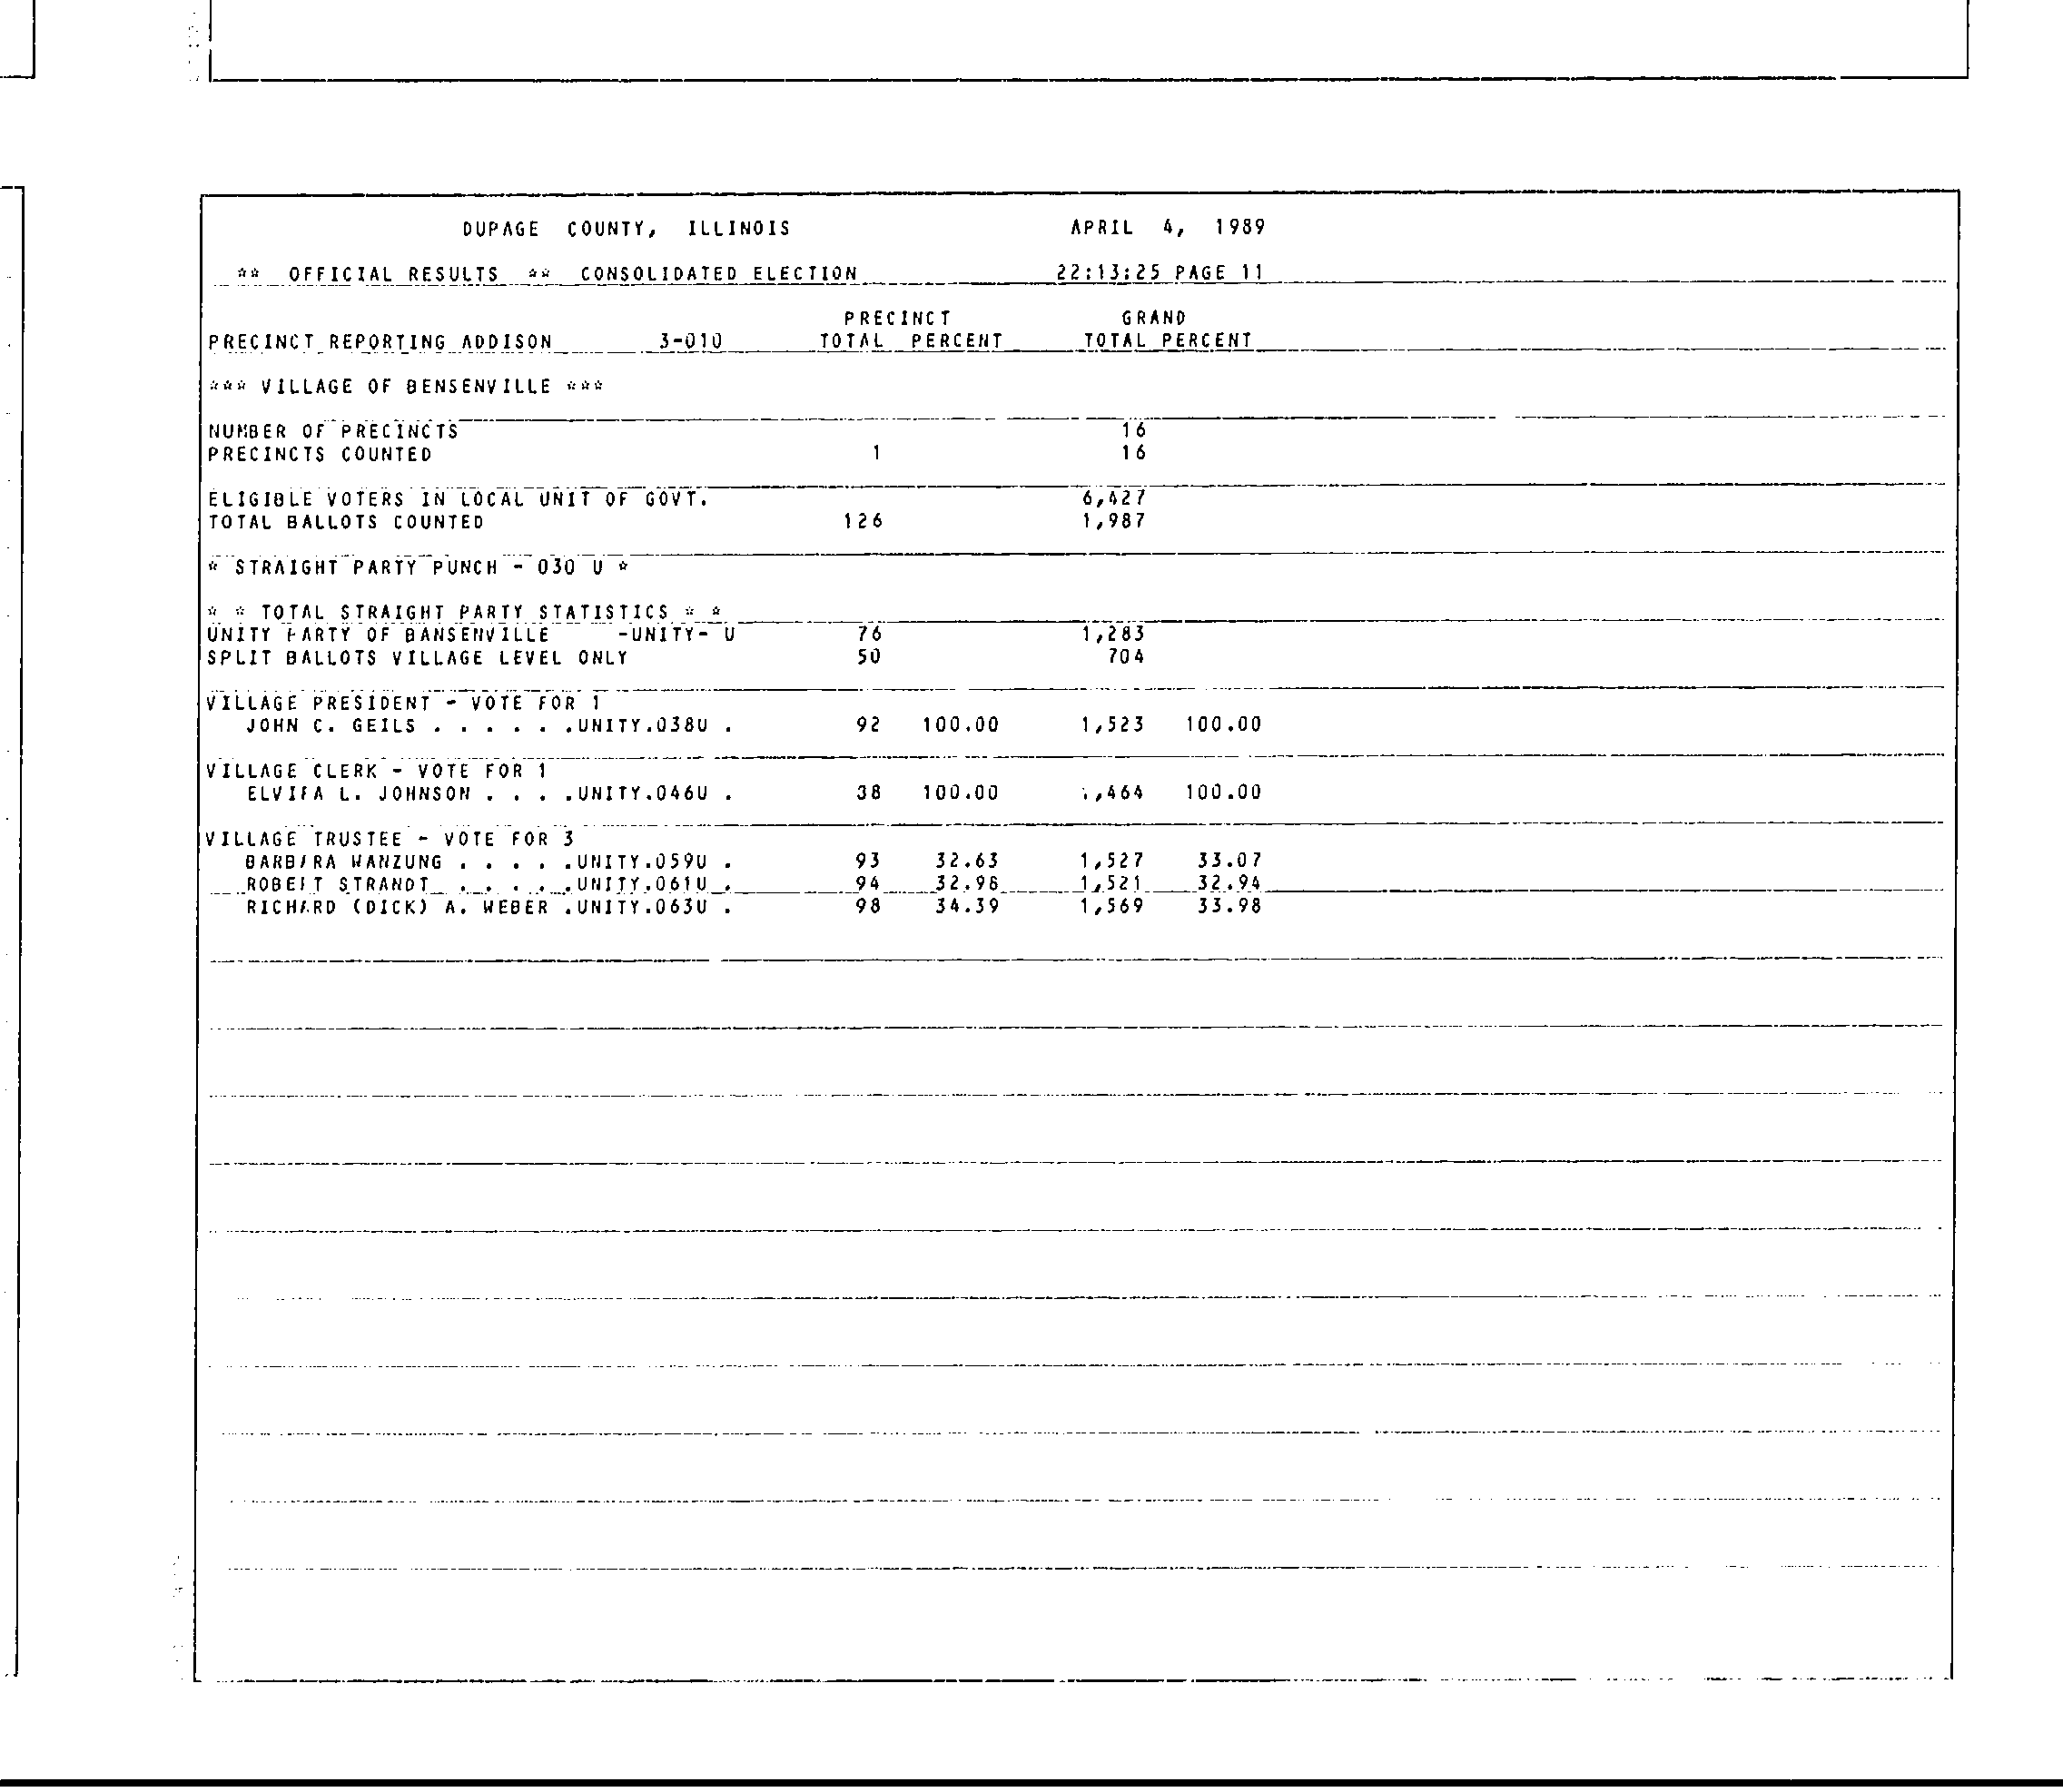 DUPAGE COUNTY, ILLINOIS APRIL 4, 1989
** OFFICIAL RESULTS ** CONSOLIDATED ELECTION 22:13:25 PAGE 11
PRECINCT GRAND
PRECINCT REPORTING ADDISON 3-010 TOTAL PERCENT TOTAL PERCENT
*** VILLAGE OF BENSENVILLE ***
NUMBER OF PRECINCTS 16
PRECINCTS COUNTED 1 16
ELIGIBLE VOTERS IN LOCAL UNIT OF GOVT. 6,427
TOTAL BALLOTS COUNTED 126 1,987
* STRAIGHT PARTY PUNCH - 030 U *
* * TOTAL STRAIGHT PARTY STATISTICS * *
UNITY PARTY OF BANSENVILLE -UNITY- U 76 1,283
SPLIT BALLOTS VILLAGE LEVEL ONLY 50 704
VILLAGE PRESIDENT - VOTE FOR 1
JOHN C. GEILS . . . . . .UNITY.038U . 92 100.00 1,523 100.00
VILLAGE CLERK - VOTE FOR 1
ELVIRA L. JOHNSON . . . .UNITY.046U . 38 100.00 1,464 100.00
VILLAGE TRUSTEE - VOTE FOR 3
BARBARA WANZUNG . . . . .UNITY.059U . 93 32.63 1,527 33.07
ROBERT STRANDT . . . . .UNITY.061U . 94 32.98 1,521 32.94
RICHARD (DICK) A. WEBER .UNITY.063U . 98 34.39 1,569 33.98